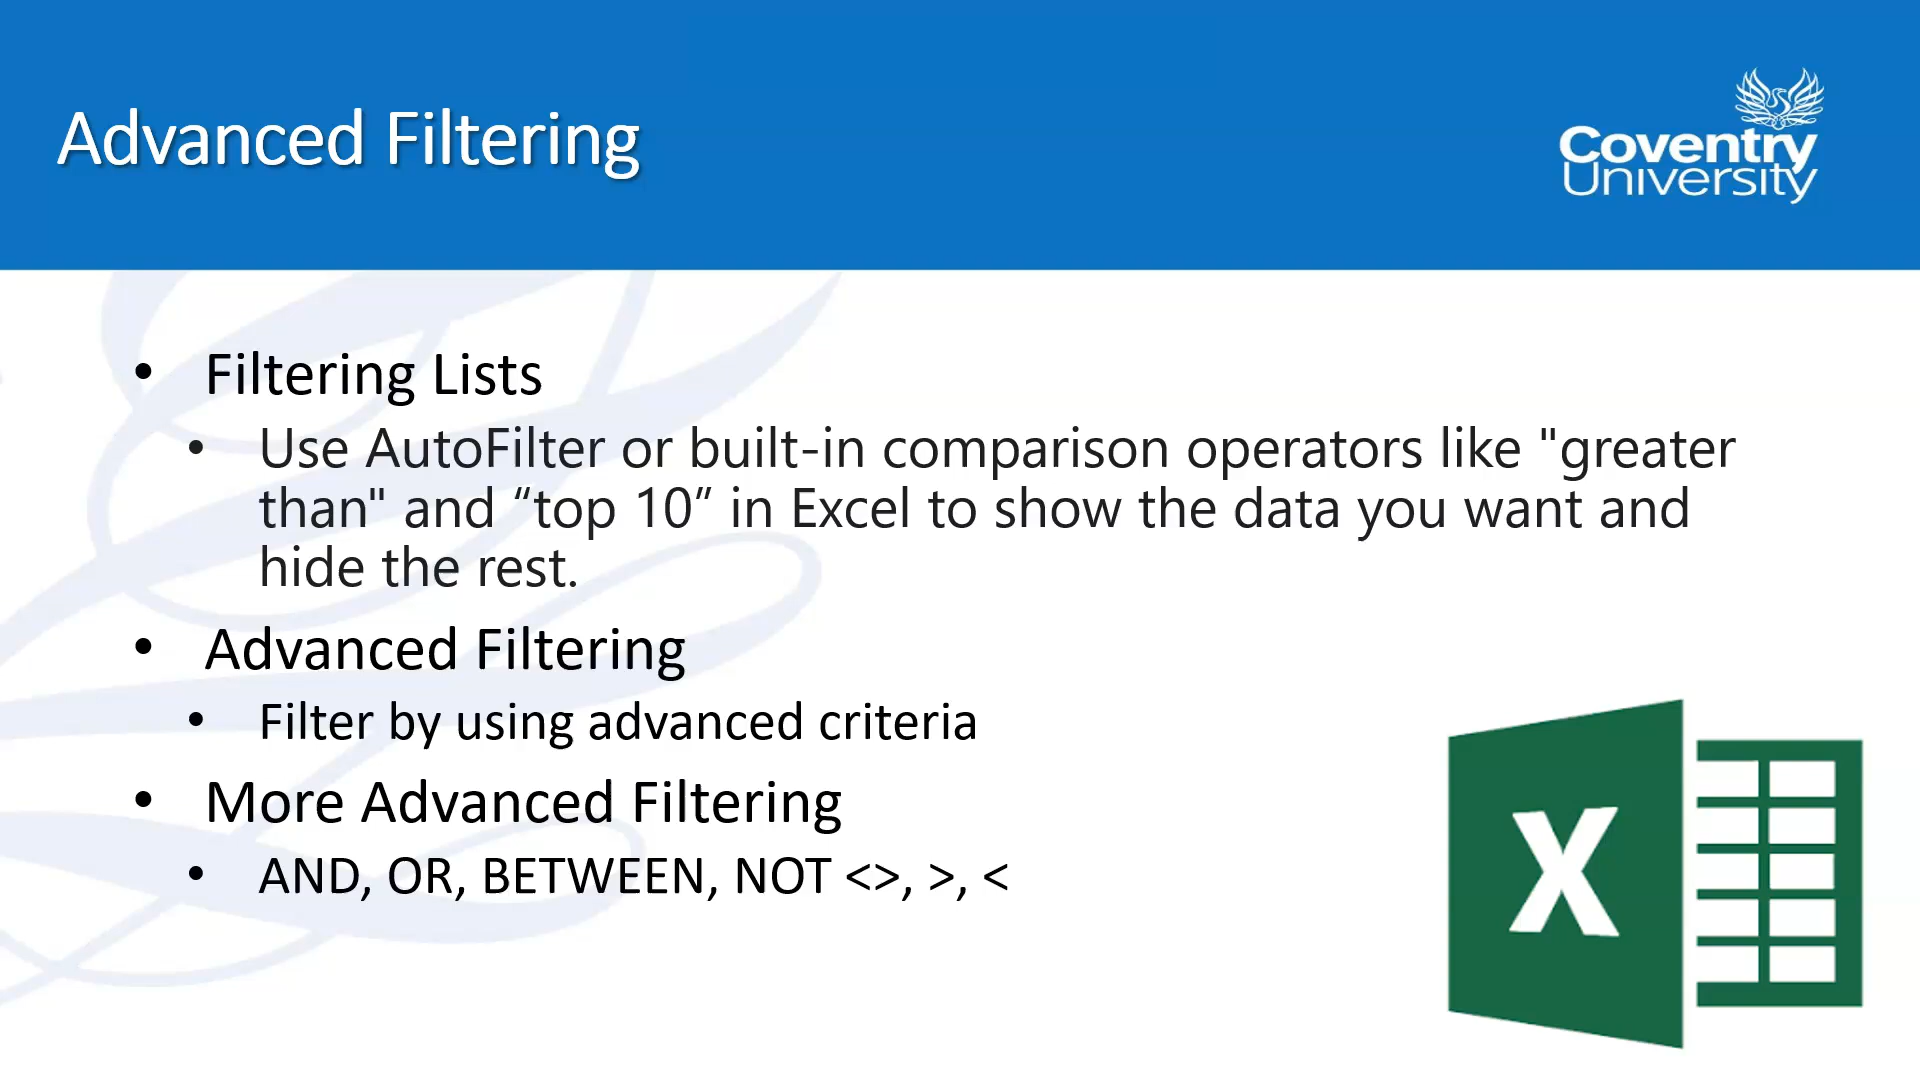 Advanced Filtering
Coventry
University
• Filtering Lists
• Use AutoFilter or built-in comparison operators like "greater
than" and “top 10” in Excel to show the data you want and
hide the rest.
• Advanced Filtering
• Filter by using advanced criteria
• More Advanced Filtering
• AND, OR, BETWEEN, NOT <>, >, <
X